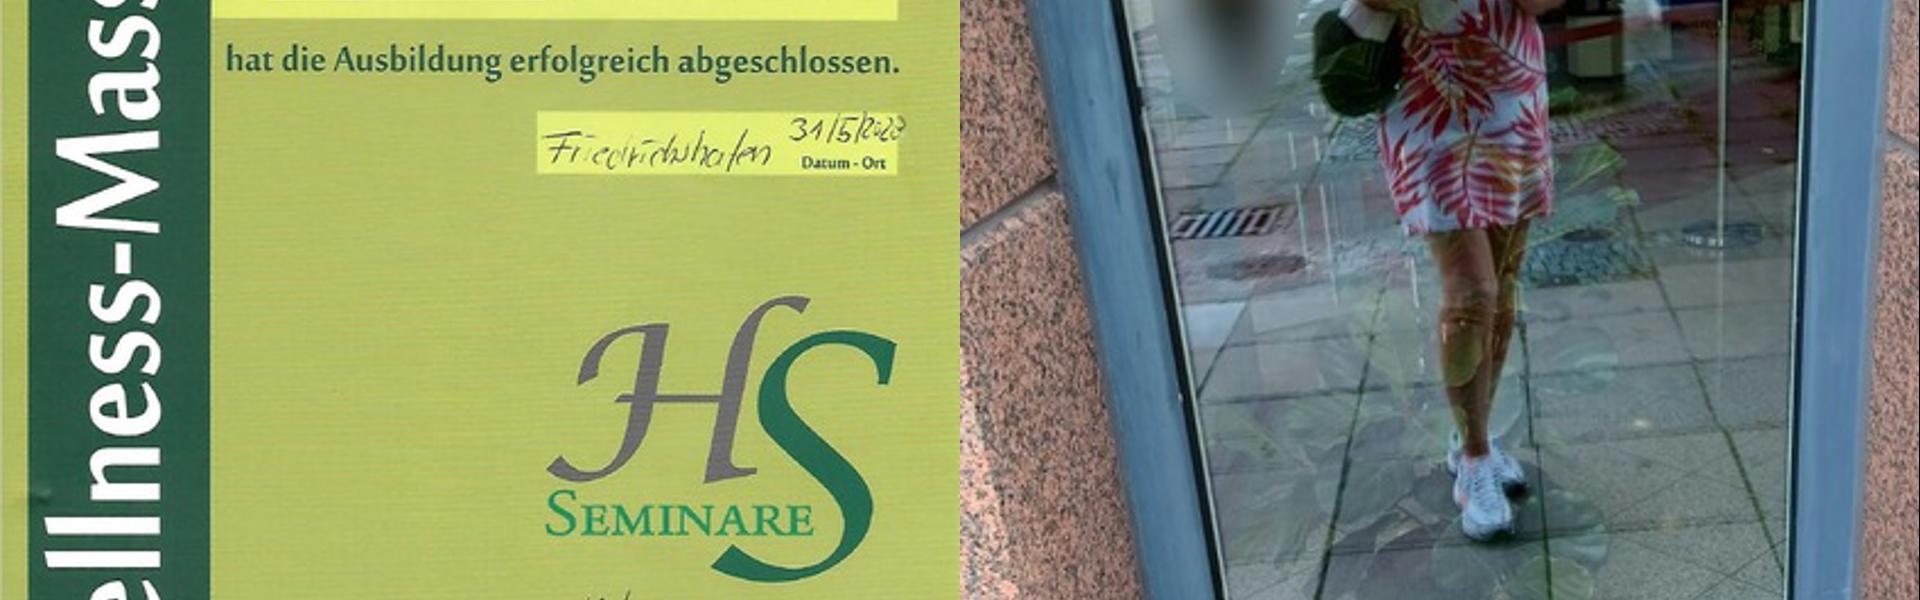 ellness-Mass
hat die Ausbildung erfolgreich abgeschlossen.
Friedrichshafen 31/5/2023
Datum - Ort
HS
SEMINARE